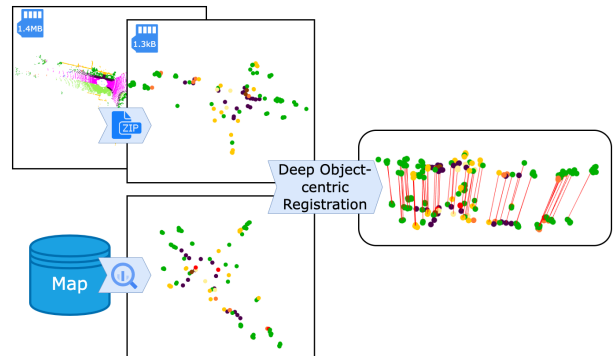 1.4MB
1.3kB
ZIP
Deep Object-
centric
Registration
Map